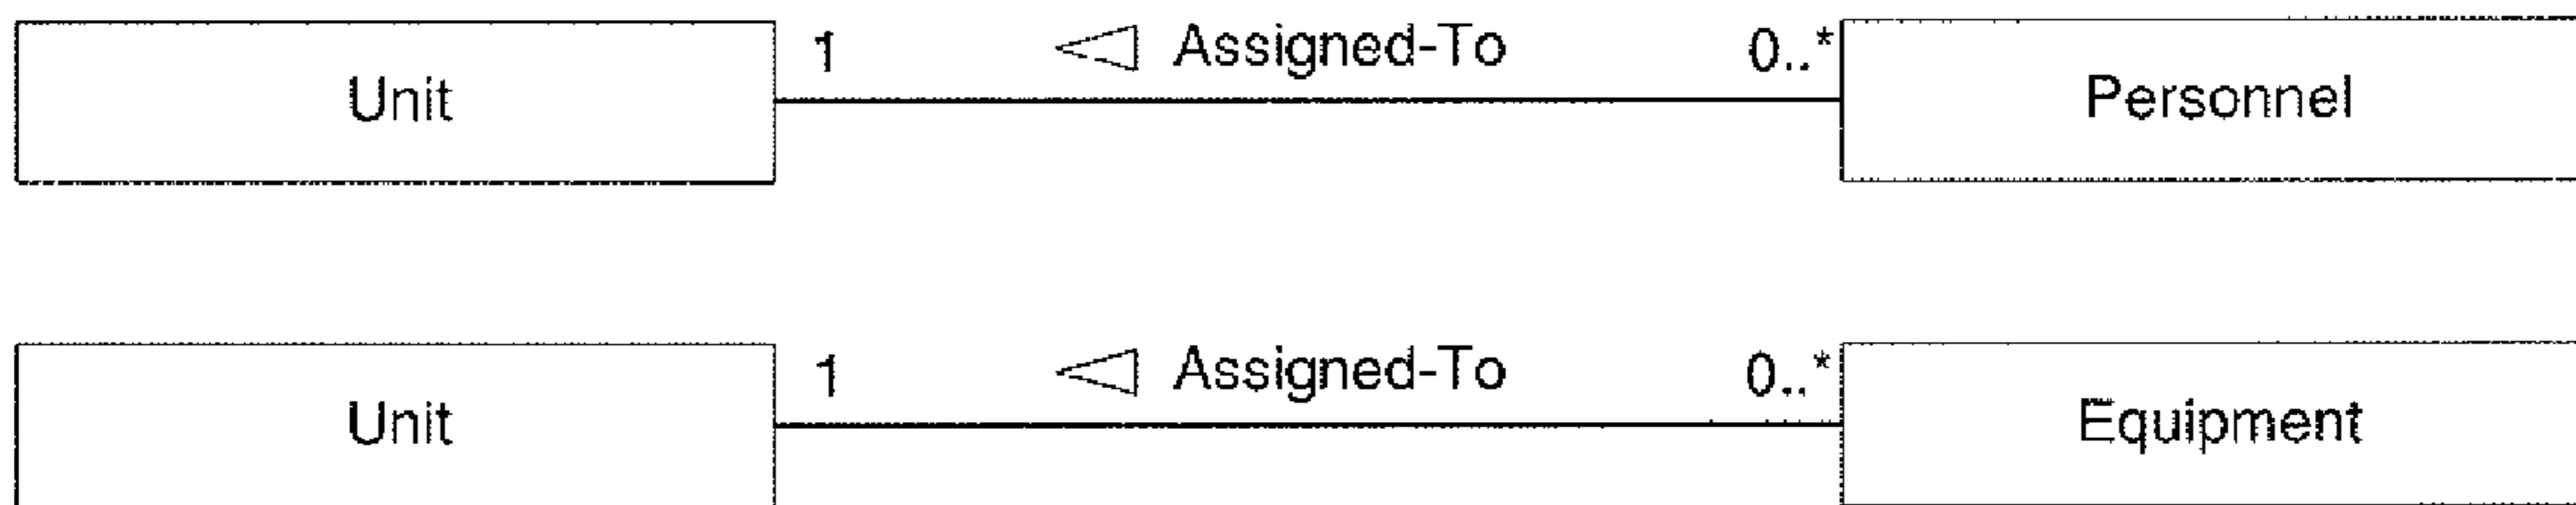 1 Assigned-To 0..*
Unit Personnel
1 Assigned-To 0..*
Unit Equipment